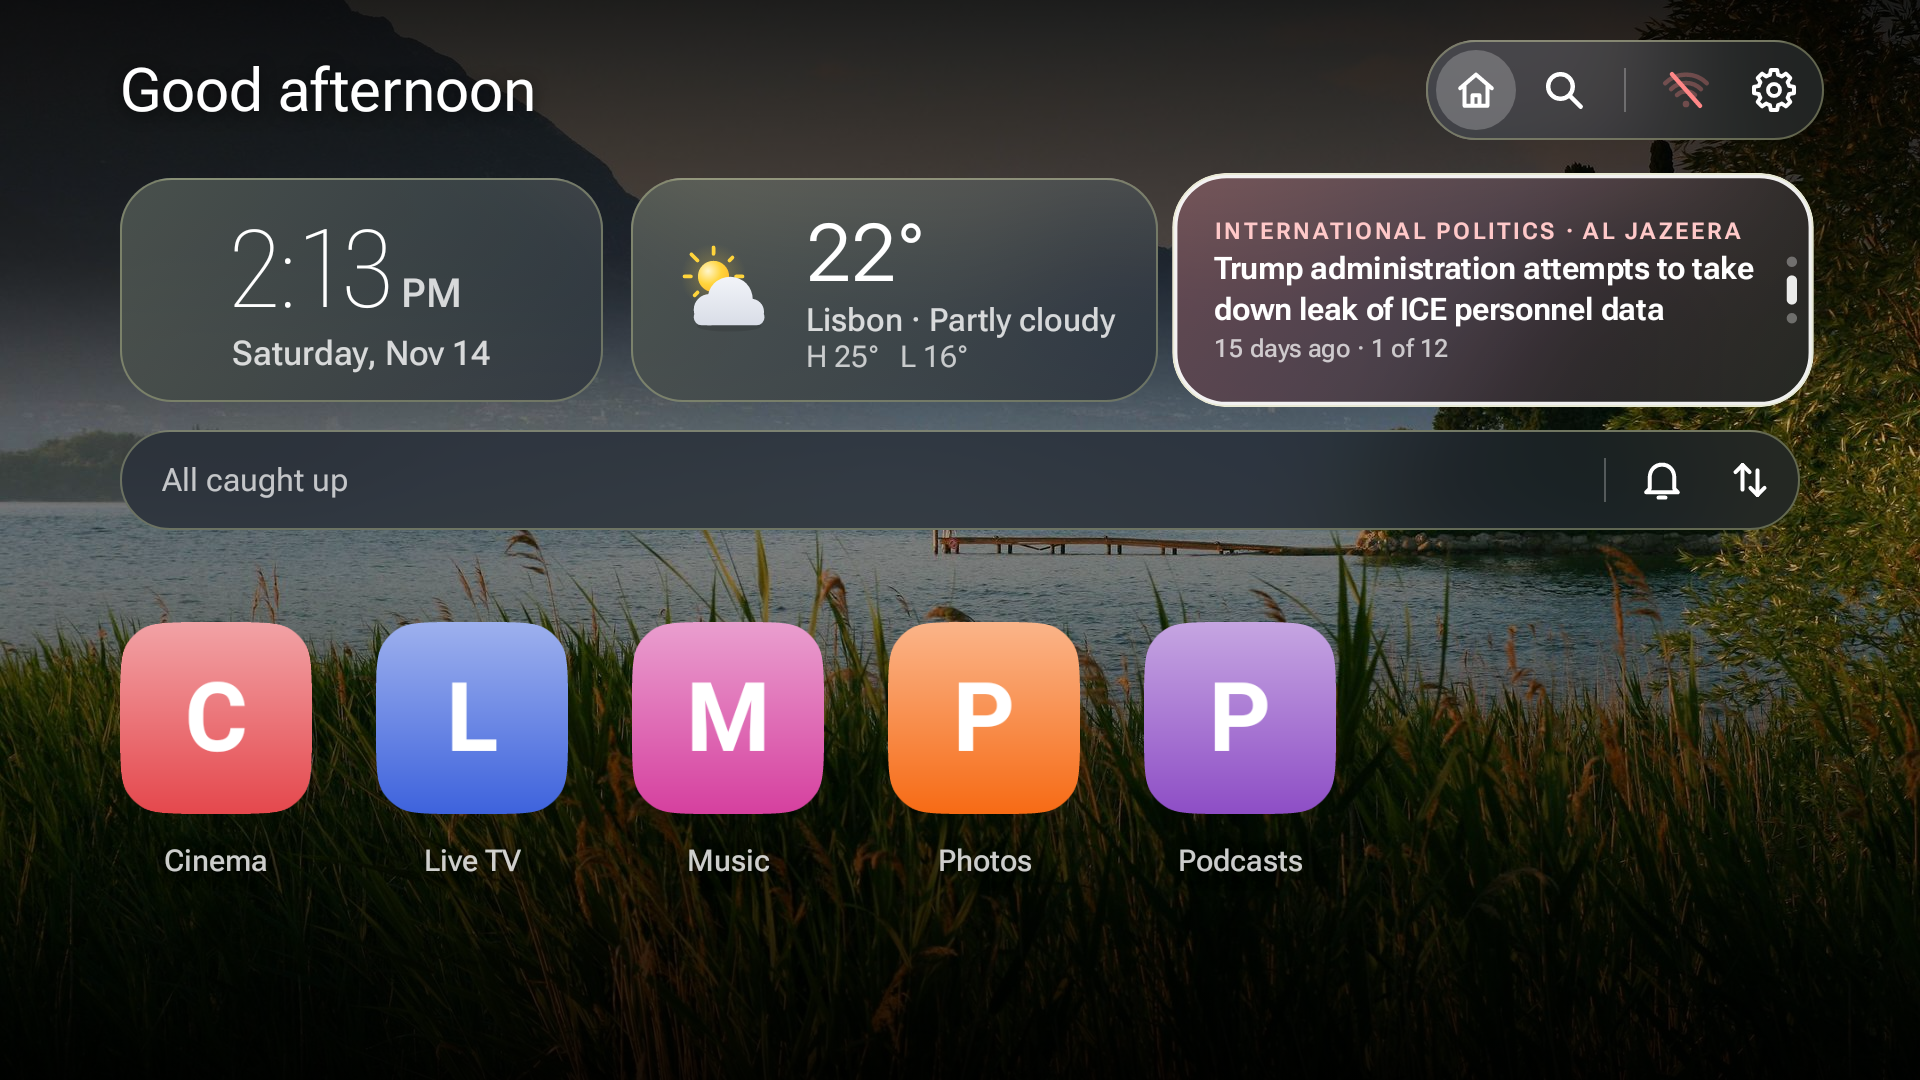 Good afternoon
2:13 PM
Saturday, Nov 14
22°
Lisbon · Partly cloudy
H 25° L 16°
INTERNATIONAL POLITICS · AL JAZEERA
Trump administration attempts to take
down leak of ICE personnel data
15 days ago · 1 of 12
All caught up
C
L
M
P
P
Cinema
Live TV
Music
Photos
Podcasts